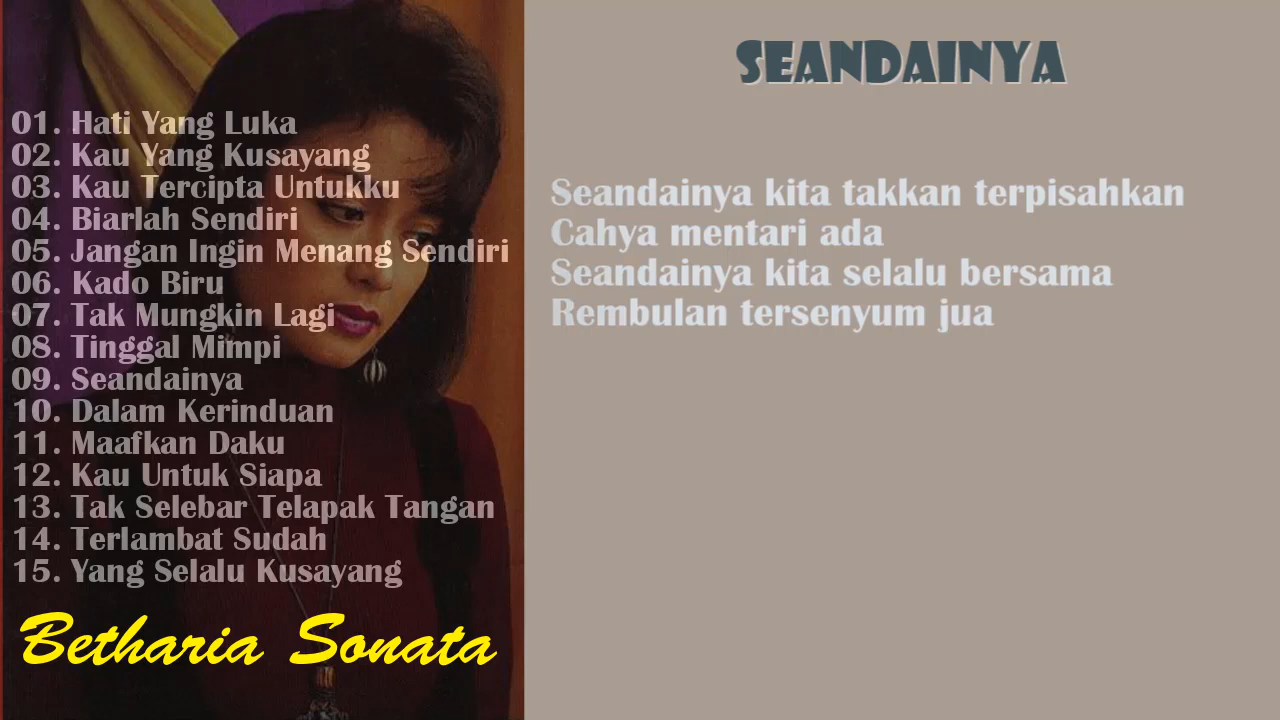 01. Hati Yang Luka
02. Kau Yang Kusayang
03. Kau Tercipta Untukku
04. Biarlah Sendiri
05. Jangan Ingin Menang Sendiri
06. Kado Biru
07. Tak Mungkin Lagi
08. Tinggal Mimpi
09. Seandainya
10. Dalam Kerinduan
11. Maafkan Daku
12. Kau Untuk Siapa
13. Tak Selebar Telapak Tangan
14. Terlambat Sudah
15. Yang Selalu Kusayang
Betharia Sonata
SEANDAINYA
Seandainya kita takkan terpisahkan
Cahya mentari ada
Seandainya kita selalu bersama
Rembulan tersenyum jua